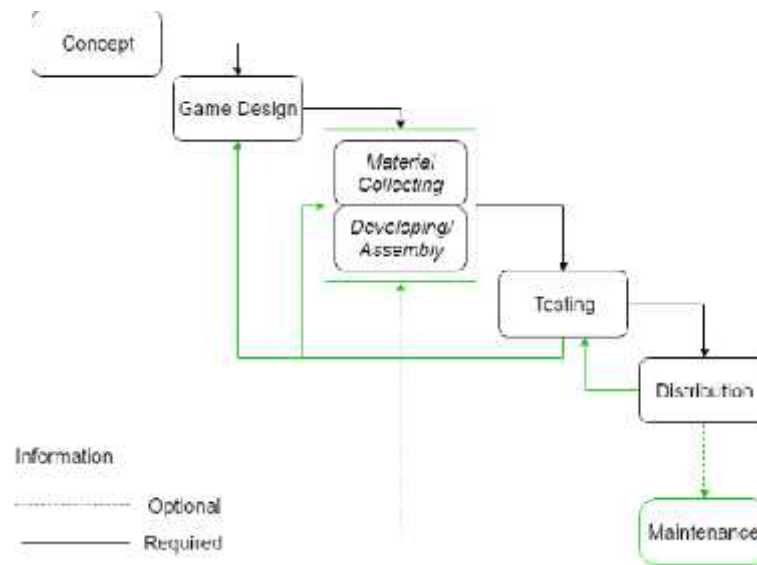 Concept
Game Design
Material
Collecting
Developing/
Assembly
Testing
Distribution
Information
Optional
Required
Maintenance